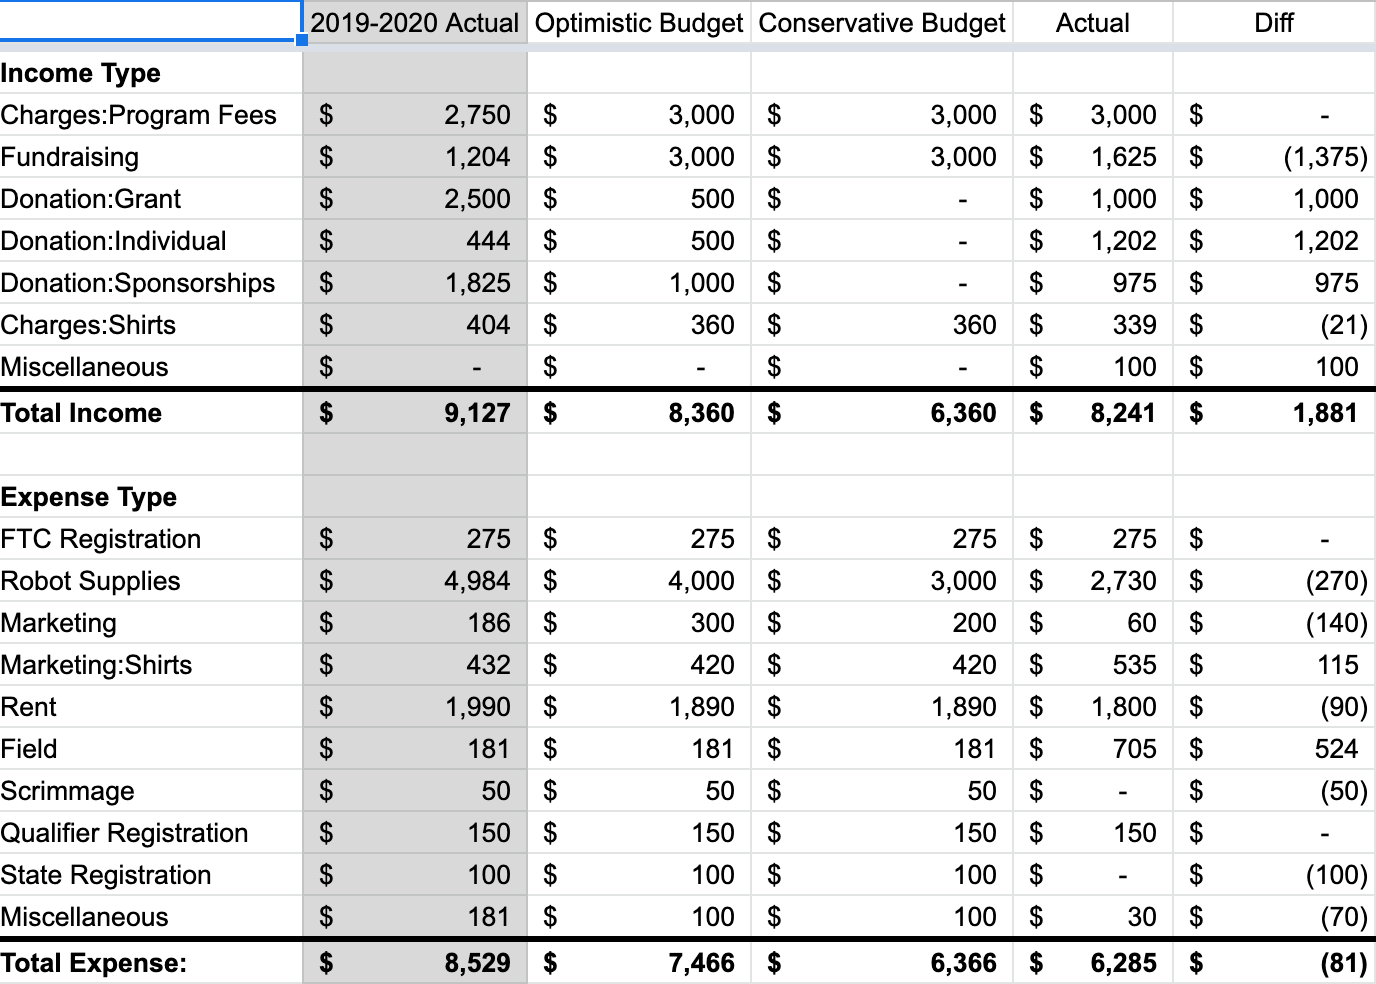 2019-2020 Actual Optimistic Budget Conservative Budget Actual Diff
Income Type
Charges:Program Fees $ 2,750 $ 3,000 $ 3,000 $ 3,000 $ -
Fundraising $ 1,204 $ 3,000 $ 3,000 $ 1,625 $ (1,375)
Donation:Grant $ 2,500 $ 500 $ - $ 1,000 $ 1,000
Donation:Individual $ 444 $ 500 $ - $ 1,202 $ 1,202
Donation:Sponsorships $ 1,825 $ 1,000 $ - $ 975 $ 975
Charges:Shirts $ 404 $ 360 $ 360 $ 339 $ (21)
Miscellaneous $ - $ - $ - $ 100 $ 100
Total Income $ 9,127 $ 8,360 $ 6,360 $ 8,241 $ 1,881
Expense Type
FTC Registration $ 275 $ 275 $ 275 $ 275 $ -
Robot Supplies $ 4,984 $ 4,000 $ 3,000 $ 2,730 $ (270)
Marketing $ 186 $ 300 $ 200 $ 60 $ (140)
Marketing:Shirts $ 432 $ 420 $ 420 $ 535 $ 115
Rent $ 1,990 $ 1,890 $ 1,890 $ 1,800 $ (90)
Field $ 181 $ 181 $ 181 $ 705 $ 524
Scrimmage $ 50 $ 50 $ 50 $ - $ (50)
Qualifier Registration $ 150 $ 150 $ 150 $ 150 $ -
State Registration $ 100 $ 100 $ 100 $ - $ (100)
Miscellaneous $ 181 $ 100 $ 100 $ 30 $ (70)
Total Expense: $ 8,529 $ 7,466 $ 6,366 $ 6,285 $ (81)